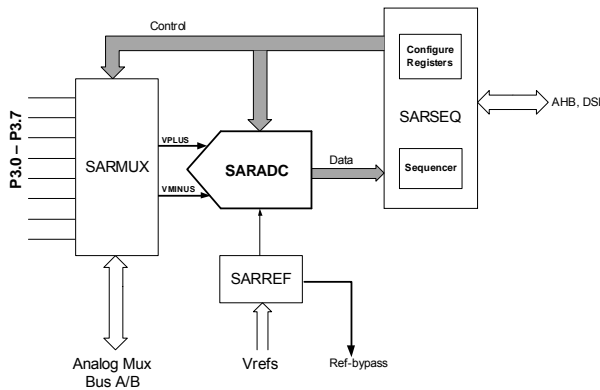 Control
Configure
Registers
SARSEQ
AHB, DSI
P3.0 – P3.7
SARMUX
VPLUS
VMINUS
SARADC
Data
Sequencer
SARREF
Analog Mux
Bus A/B
Vrefs
Ref-bypass